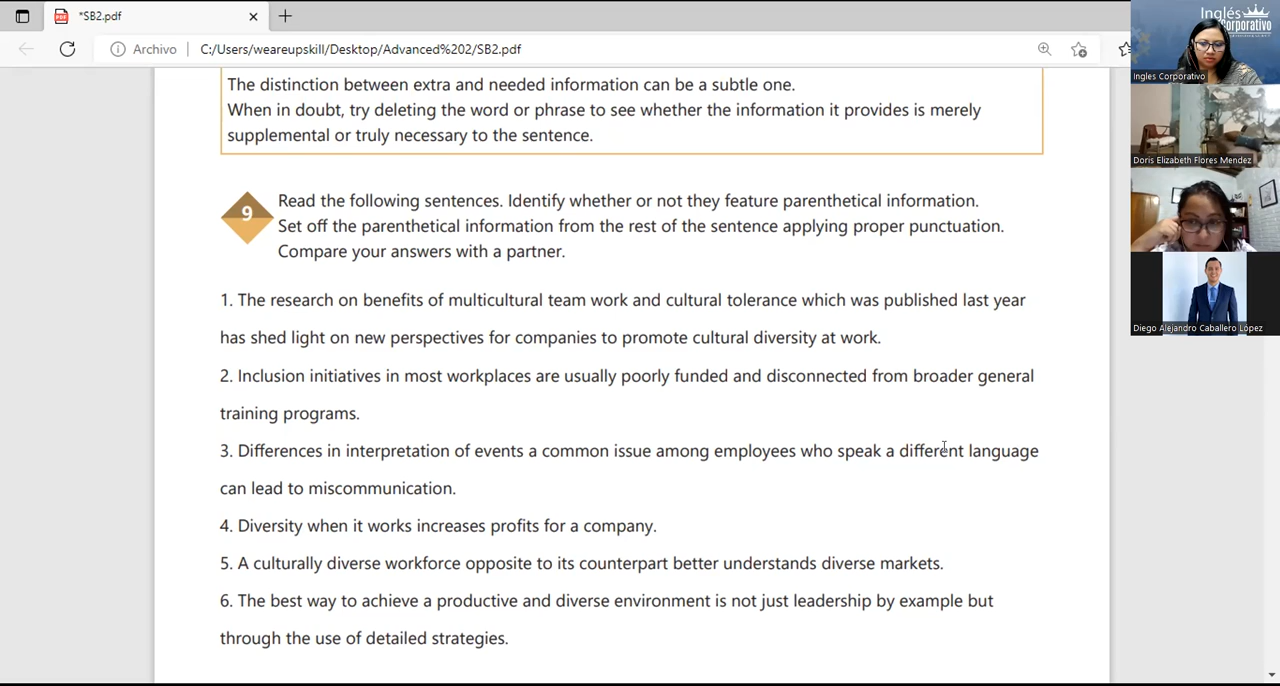 *SB2.pdf
Archivo
C:/Users/weareupskill/Desktop/Advanced%202/SB2.pdf
The distinction between extra and needed information can be a subtle one.
When in doubt, try deleting the word or phrase to see whether the information it provides is merely
supplemental or truly necessary to the sentence.
9
Read the following sentences. Identify whether or not they feature parenthetical information.
Set off the parenthetical information from the rest of the sentence applying proper punctuation.
Compare your answers with a partner.
1. The research on benefits of multicultural team work and cultural tolerance which was published last year
has shed light on new perspectives for companies to promote cultural diversity at work.
2. Inclusion initiatives in most workplaces are usually poorly funded and disconnected from broader general
training programs.
3. Differences in interpretation of events a common issue among employees who speak a different language
can lead to miscommunication.
4. Diversity when it works increases profits for a company.
5. A culturally diverse workforce opposite to its counterpart better understands diverse markets.
6. The best way to achieve a productive and diverse environment is not just leadership by example but
through the use of detailed strategies.
Inglés
Corporativo
Ingles Corporativo
Doris Elizabeth Flores Mendez
Diego Alejandro Caballero López